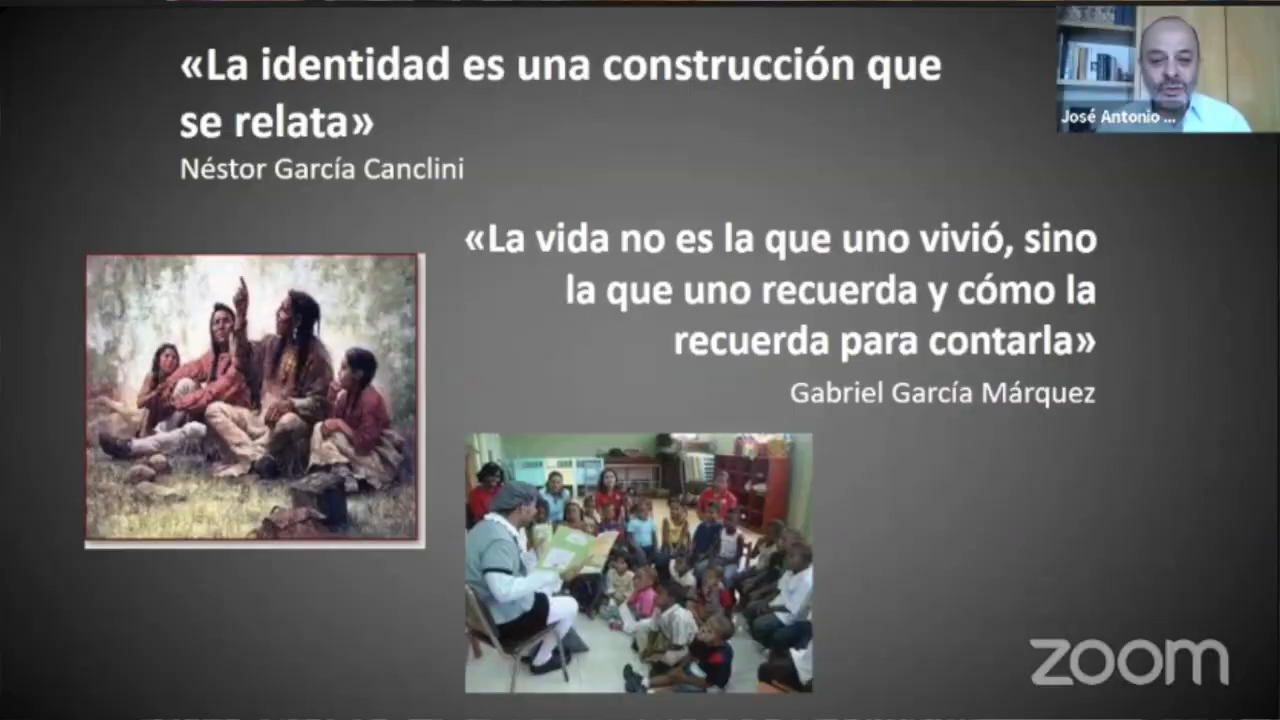 «La identidad es una construcción que
se relata»
Néstor García Canclini
José Antonio ...
«La vida no es la que uno vivió, sino
la que uno recuerda y cómo la
recuerda para contarla»
Gabriel García Márquez
zoom